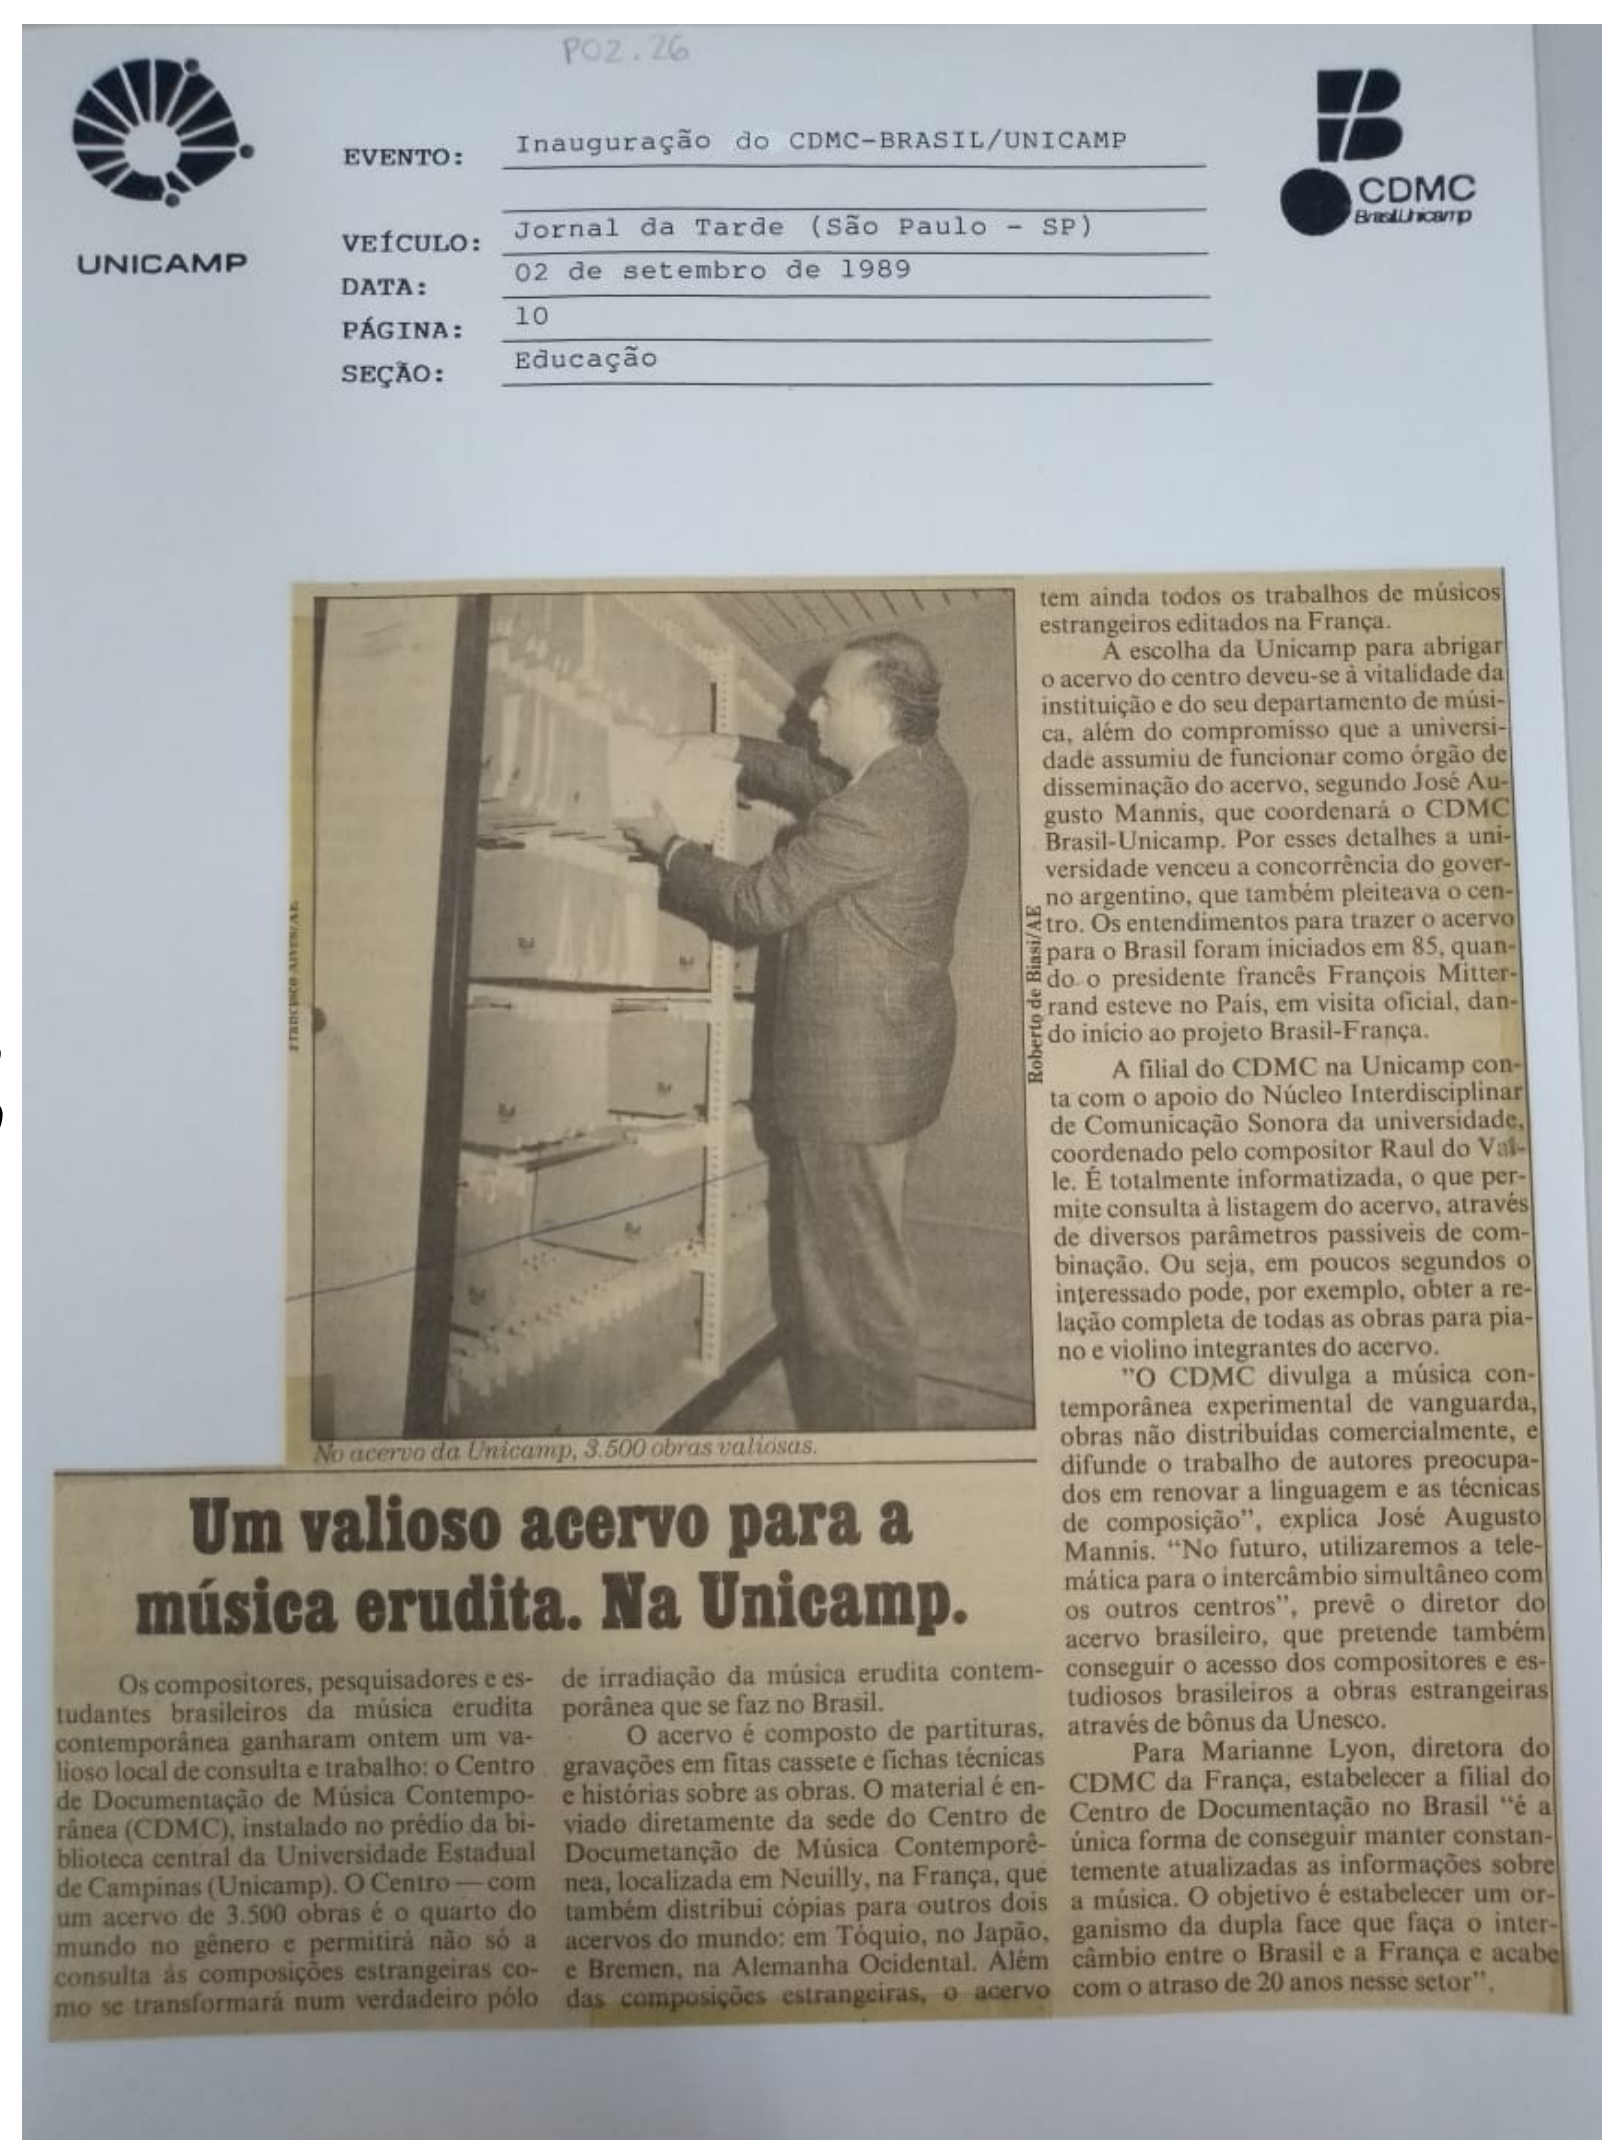 P02.26
UNICAMP
EVENTO: Inauguração do CDMC-BRASIL/UNICAMP
VEÍCULO: Jornal da Tarde (São Paulo - SP)
DATA: 02 de setembro de 1989
PÁGINA: 10
SEÇÃO: Educação
CDMC
Brasil.Unicamp
Francisco Alves/AE
Roberto de Biasi/AE
No acervo da Unicamp, 3.500 obras valiosas.
Um valioso acervo para a
música erudita. Na Unicamp.
Os compositores, pesquisadores e es-
tudantes brasileiros da música erudita
contemporânea ganharam ontem um va-
lioso local de consulta e trabalho: o Centro
de Documentação de Música Contempo-
rânea (CDMC), instalado no prédio da bi-
blioteca central da Universidade Estadual
de Campinas (Unicamp). O Centro — com
um acervo de 3.500 obras é o quarto do
mundo no gênero e permitirá não só a
consulta às composições estrangeiras co-
mo se transformará num verdadeiro pólo
de irradiação da música erudita contem-
porânea que se faz no Brasil.
O acervo é composto de partituras,
gravações em fitas cassete e fichas técnicas
e histórias sobre as obras. O material é en-
viado diretamente da sede do Centro de
Documetanção de Música Contemporê-
nea, localizada em Neuilly, na França, que
também distribui cópias para outros dois
acervos do mundo: em Tóquio, no Japão,
e Bremen, na Alemanha Ocidental. Além
das composições estrangeiras, o acervo
tem ainda todos os trabalhos de músicos
estrangeiros editados na França.
A escolha da Unicamp para abrigar
o acervo do centro deveu-se à vitalidade da
instituição e do seu departamento de músi-
ca, além do compromisso que a universi-
dade assumiu de funcionar como órgão de
disseminação do acervo, segundo José Au-
gusto Mannis, que coordenará o CDMC
Brasil-Unicamp. Por esses detalhes a uni-
versidade venceu a concorrência do gover-
no argentino, que também pleiteava o cen-
tro. Os entendimentos para trazer o acervo
para o Brasil foram iniciados em 85, quan-
do o presidente francês François Mitter-
rand esteve no País, em visita oficial, dan-
do início ao projeto Brasil-França.
A filial do CDMC na Unicamp con-
ta com o apoio do Núcleo Interdisciplinar
de Comunicação Sonora da universidade,
coordenado pelo compositor Raul do Val-
le. É totalmente informatizada, o que per-
mite consulta à listagem do acervo, através
de diversos parâmetros passíveis de com-
binação. Ou seja, em poucos segundos o
interessado pode, por exemplo, obter a re-
lação completa de todas as obras para pia-
no e violino integrantes do acervo.
"O CDMC divulga a música con-
temporânea experimental de vanguarda,
obras não distribuídas comercialmente, e
difunde o trabalho de autores preocupa-
dos em renovar a linguagem e as técnicas
de composição", explica José Augusto
Mannis. "No futuro, utilizaremos a tele-
mática para o intercâmbio simultâneo com
os outros centros", prevê o diretor do
acervo brasileiro, que pretende também
conseguir o acesso dos compositores e es-
tudiosos brasileiros a obras estrangeiras
através de bônus da Unesco.
Para Marianne Lyon, diretora do
CDMC da França, estabelecer a filial do
Centro de Documentação no Brasil "é a
única forma de conseguir manter constan-
temente atualizadas as informações sobre
a música. O objetivo é estabelecer um or-
ganismo da dupla face que faça o inter-
câmbio entre o Brasil e a França e acabe
com o atraso de 20 anos nesse setor".